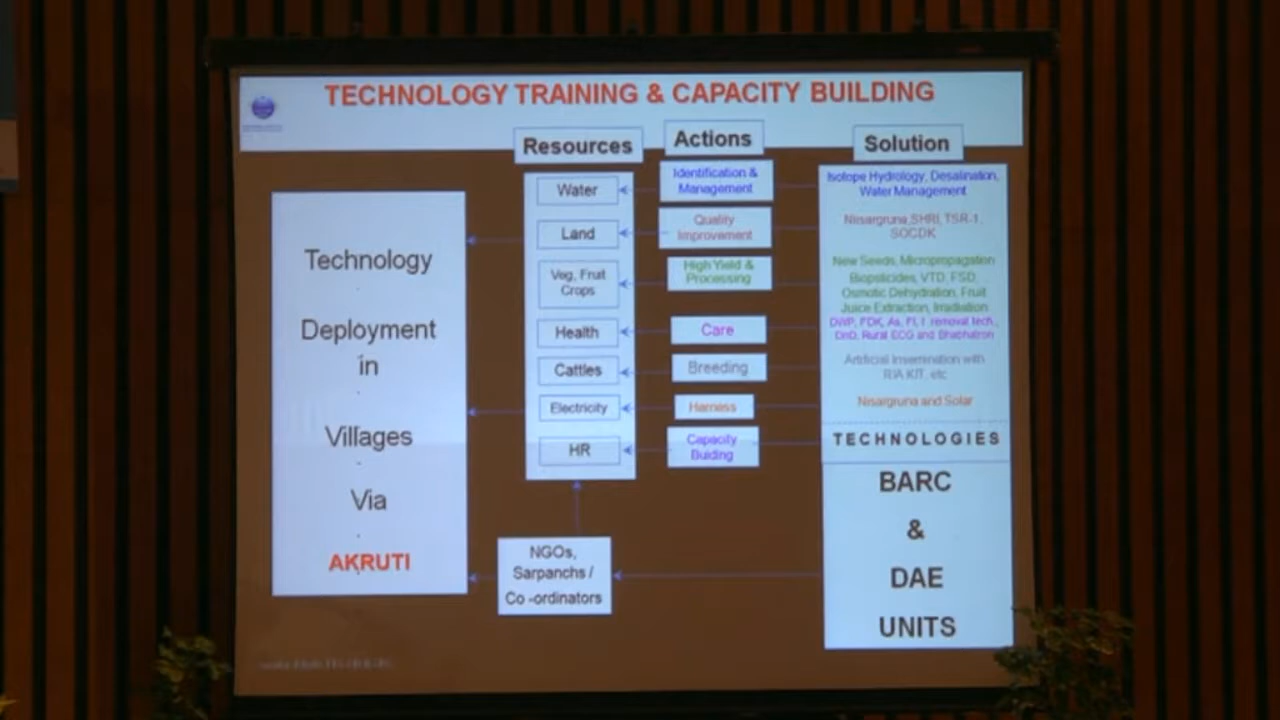 TECHNOLOGY TRAINING & CAPACITY BUILDING
Resources
Actions
Solution
Technology
Deployment
in
Villages
Via
AKRUTI
Water
Land
Veg, Fruit
Crops
Health
Cattles
Electricity
HR
NGOs,
Sarpanchs /
Co -ordinators
Identification &
Management
Quality
Improvement
High Yield &
Processing
Care
Breeding
Harness
Capacity
Buiding
Isotope Hydrology, Desalination,
Water Management
Nisargruna, SHRI, TSR-1,
SOCDK
New Seeds, Micropropagation
Biopsticides, VTD, FSD,
Osmotic Dehydration, Fruit
Juice Extraction, Irradiation
DWP, FDK, As, Fl, I removal tech.,
Rural ECG and Bhabhatron
Artificial Insemination with
RIA KIT, etc
Nisargruna and Solar
TECHNOLOGIES
BARC
&
DAE
UNITS